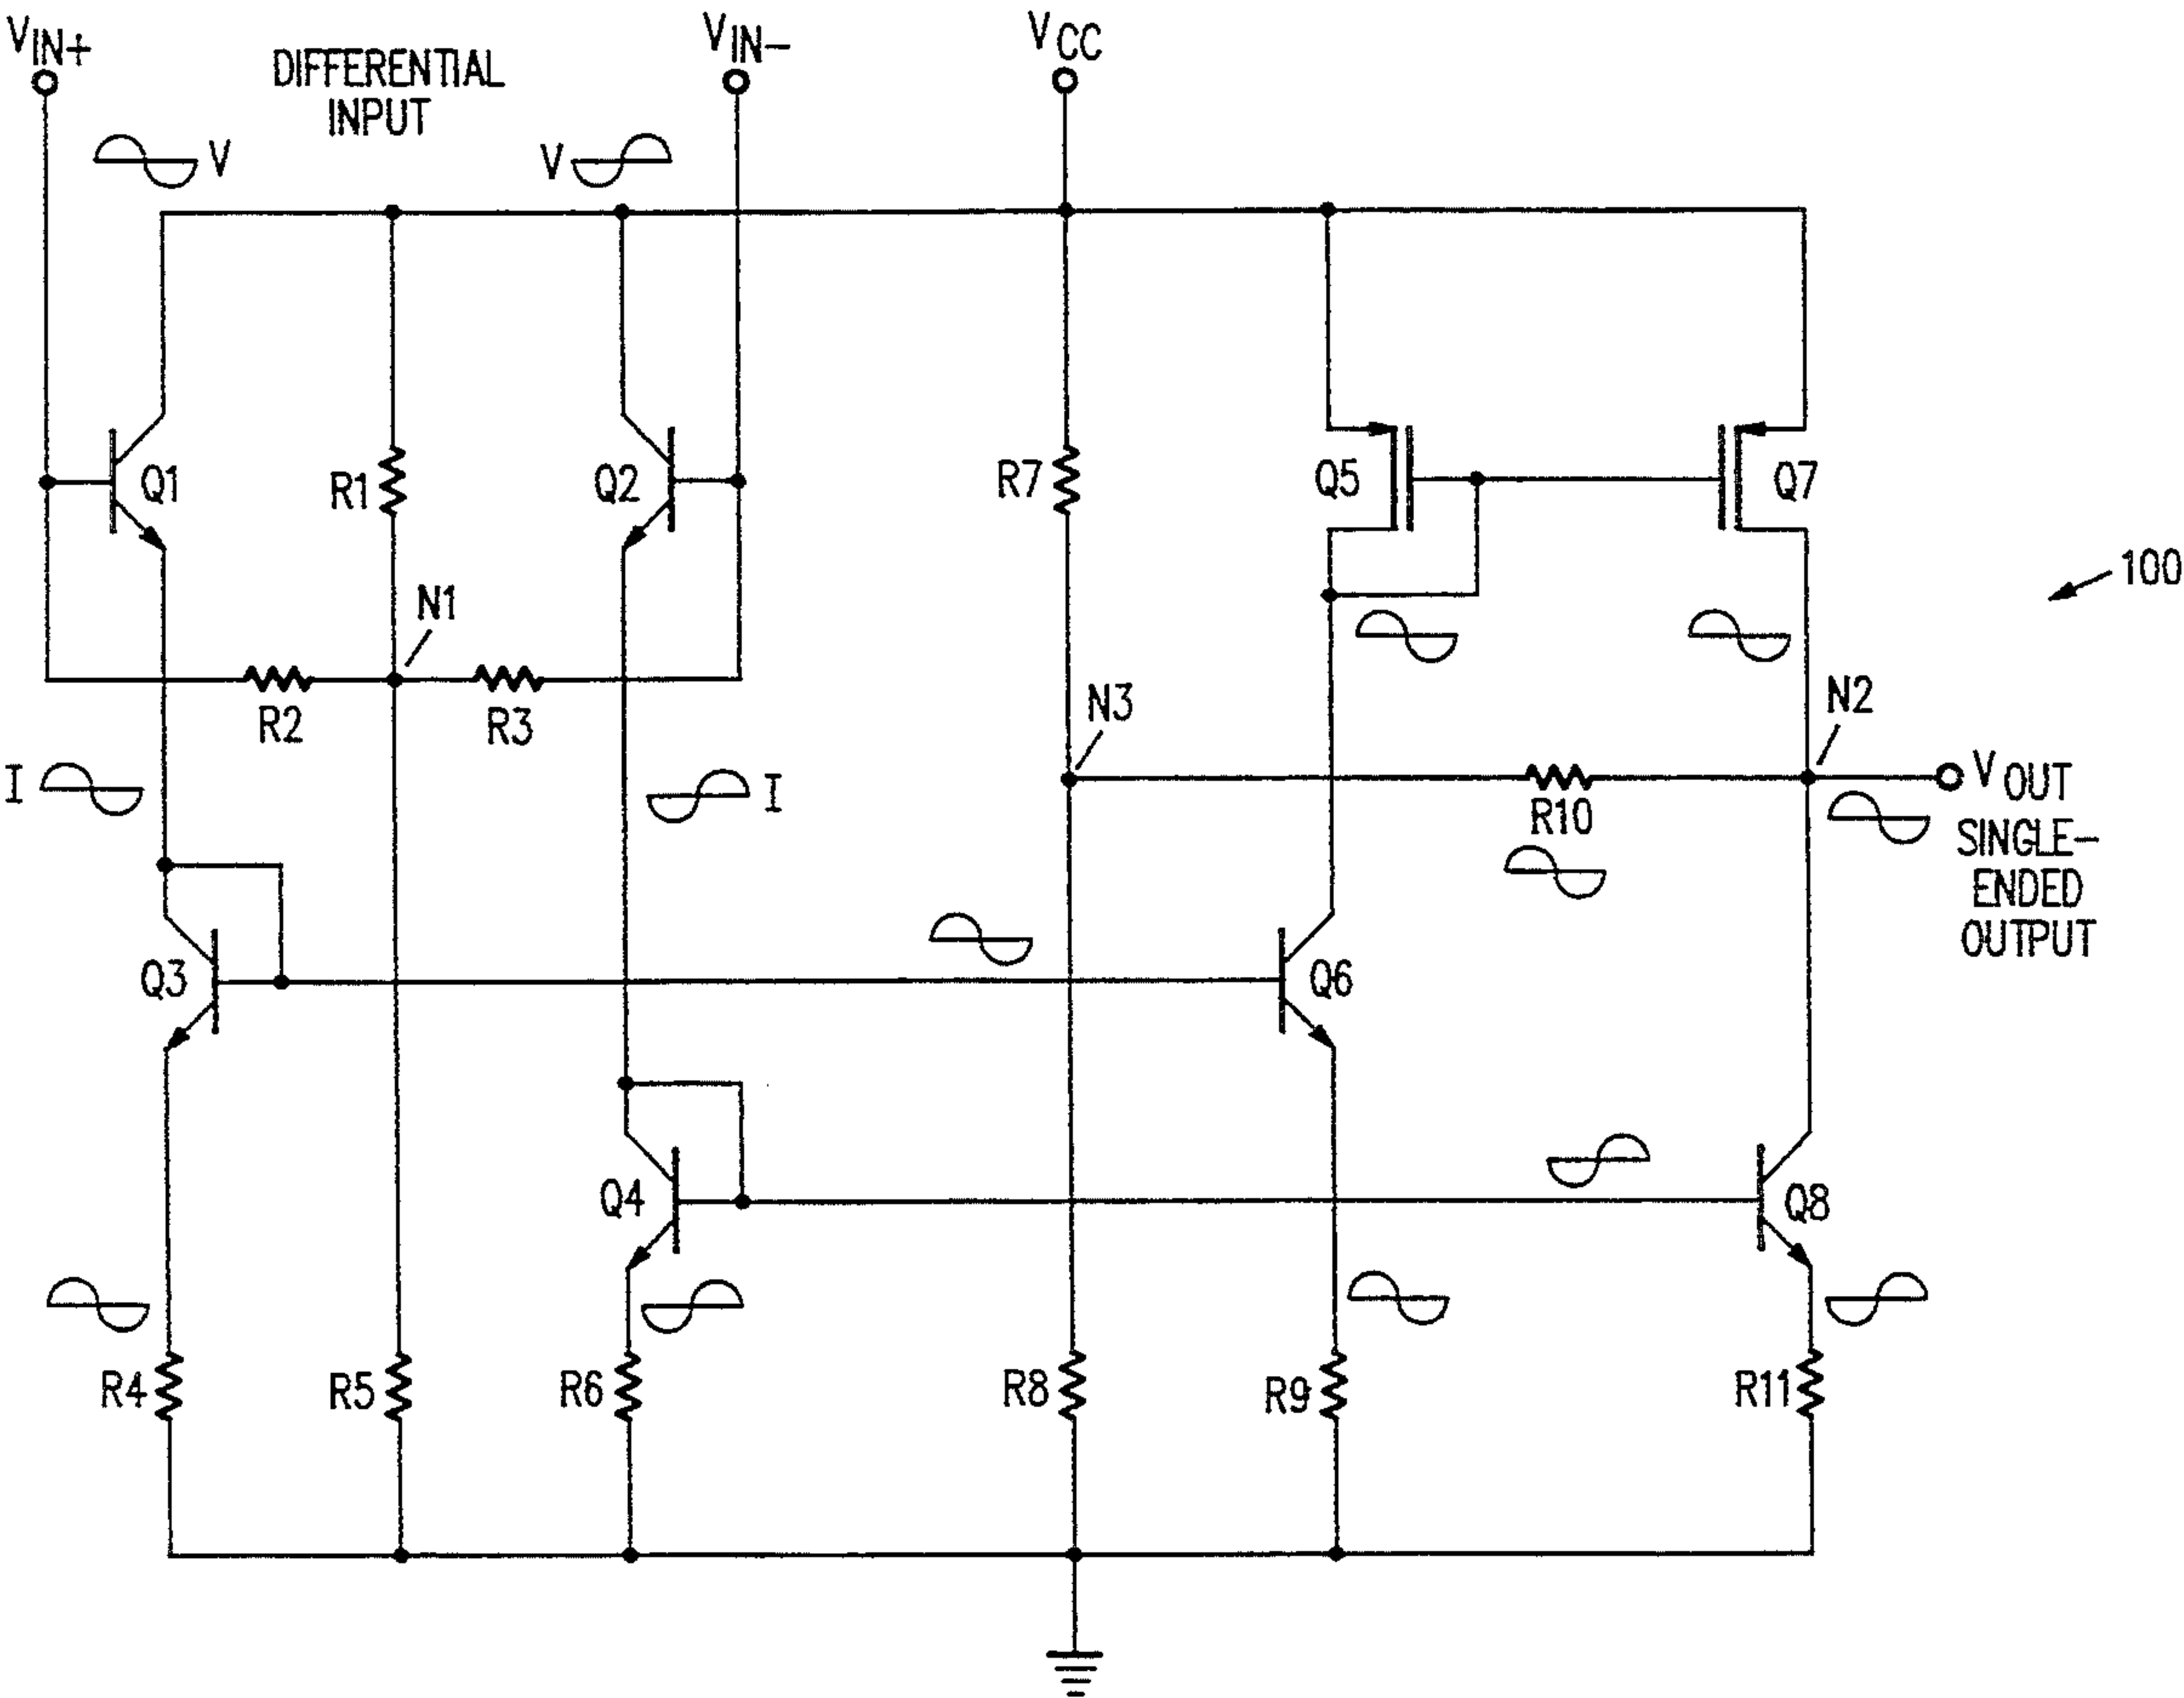 VIN+
DIFFERENTIAL
INPUT
VIN−
VCC
V
V
Q1
R1
Q2
R7
Q5
Q7
100
N1
R2
R3
N3
N2
I
I
R10
VOUT
SINGLE-
ENDED
OUTPUT
Q3
Q6
Q4
Q8
R4
R5
R6
R8
R9
R11